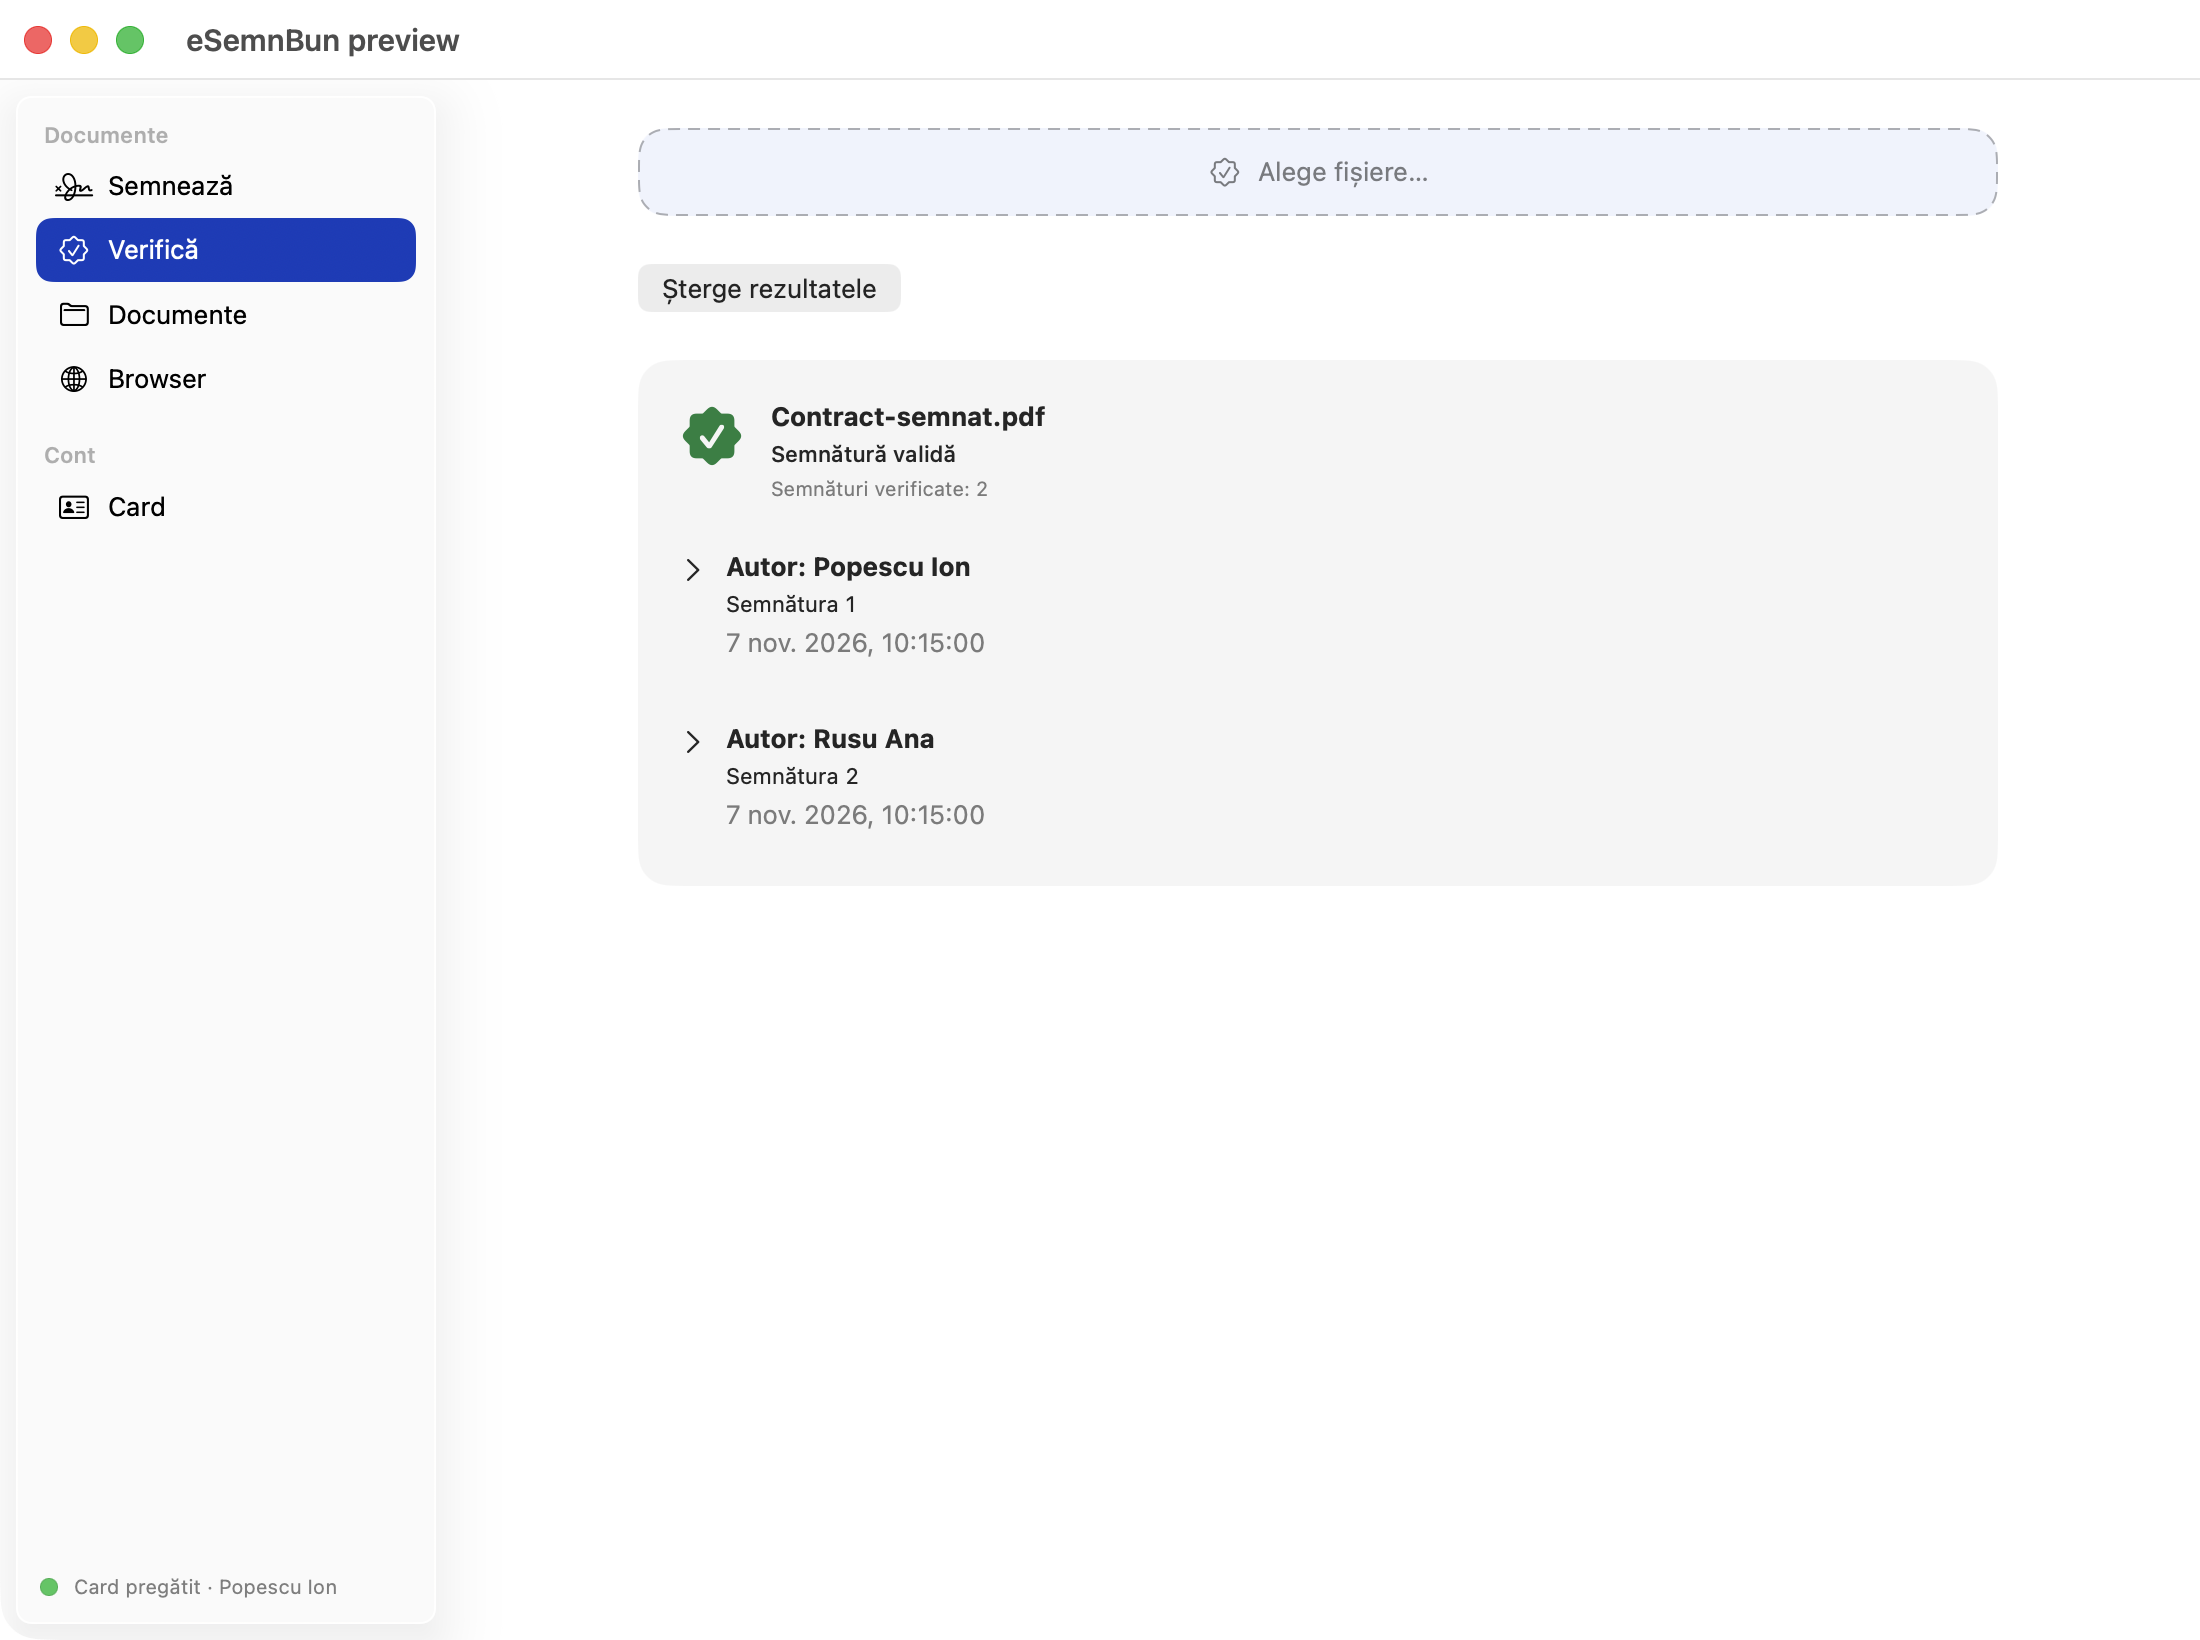 eSemnBun preview
Documente
Semnează
Verifică
Documente
Browser
Cont
Card
Card pregătit · Popescu Ion
Alege fișiere...
Șterge rezultatele
Contract-semnat.pdf
Semnătură validă
Semnături verificate: 2
Autor: Popescu Ion
Semnătura 1
7 nov. 2026, 10:15:00
Autor: Rusu Ana
Semnătura 2
7 nov. 2026, 10:15:00